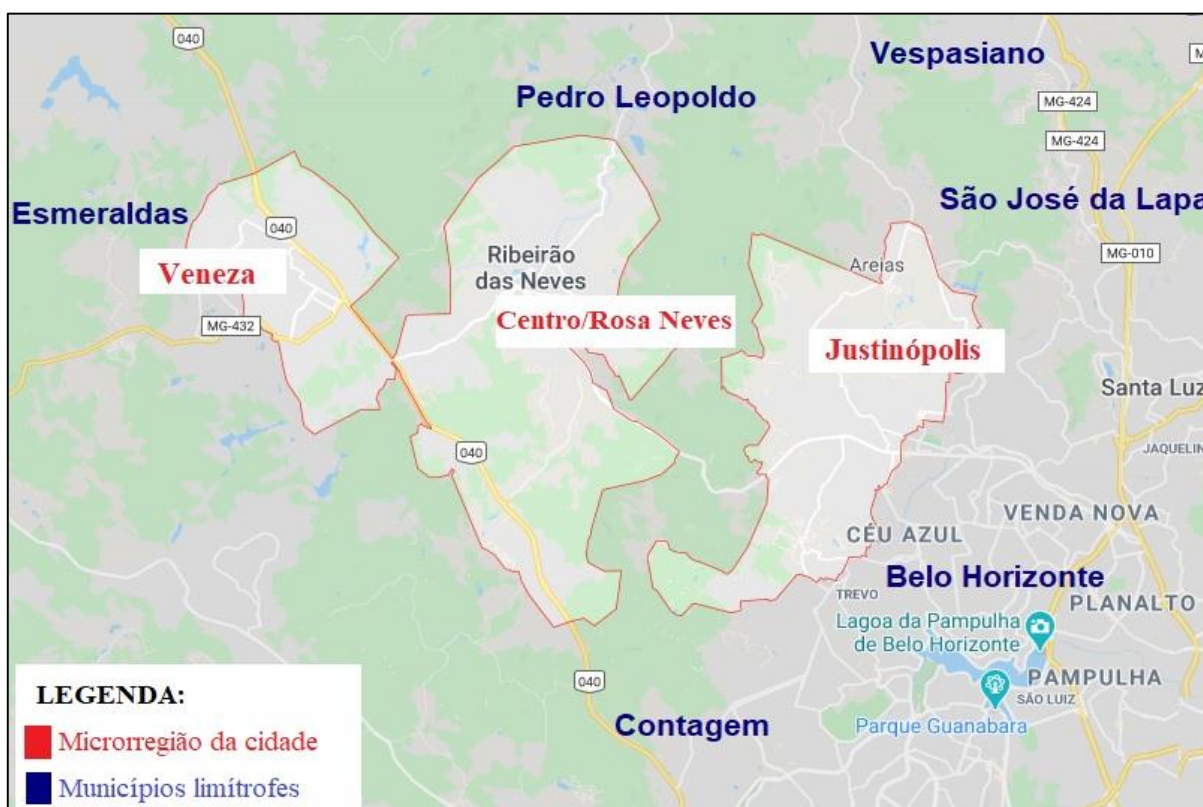 040
Vespasiano
M
Pedro Leopoldo
MG-424
MG-424
Esmeraldas
São José da Lapa
040
Ribeirão
das Neves
Areias
MG-010
Veneza
Centro/Rosa Neves
MG-432
Justinópolis
Santa Luz
040
JAQUELIN
VENDA NOVA
CÉU AZUL
Belo Horizonte
TREVO
PLANALTO
Lagoa da Pampulha
de Belo Horizonte
040
PAMPULHA
SÃO LUIZ
Contagem
Parque Guanabara
LEGENDA:
Microrregião da cidade
Municípios limítrofes